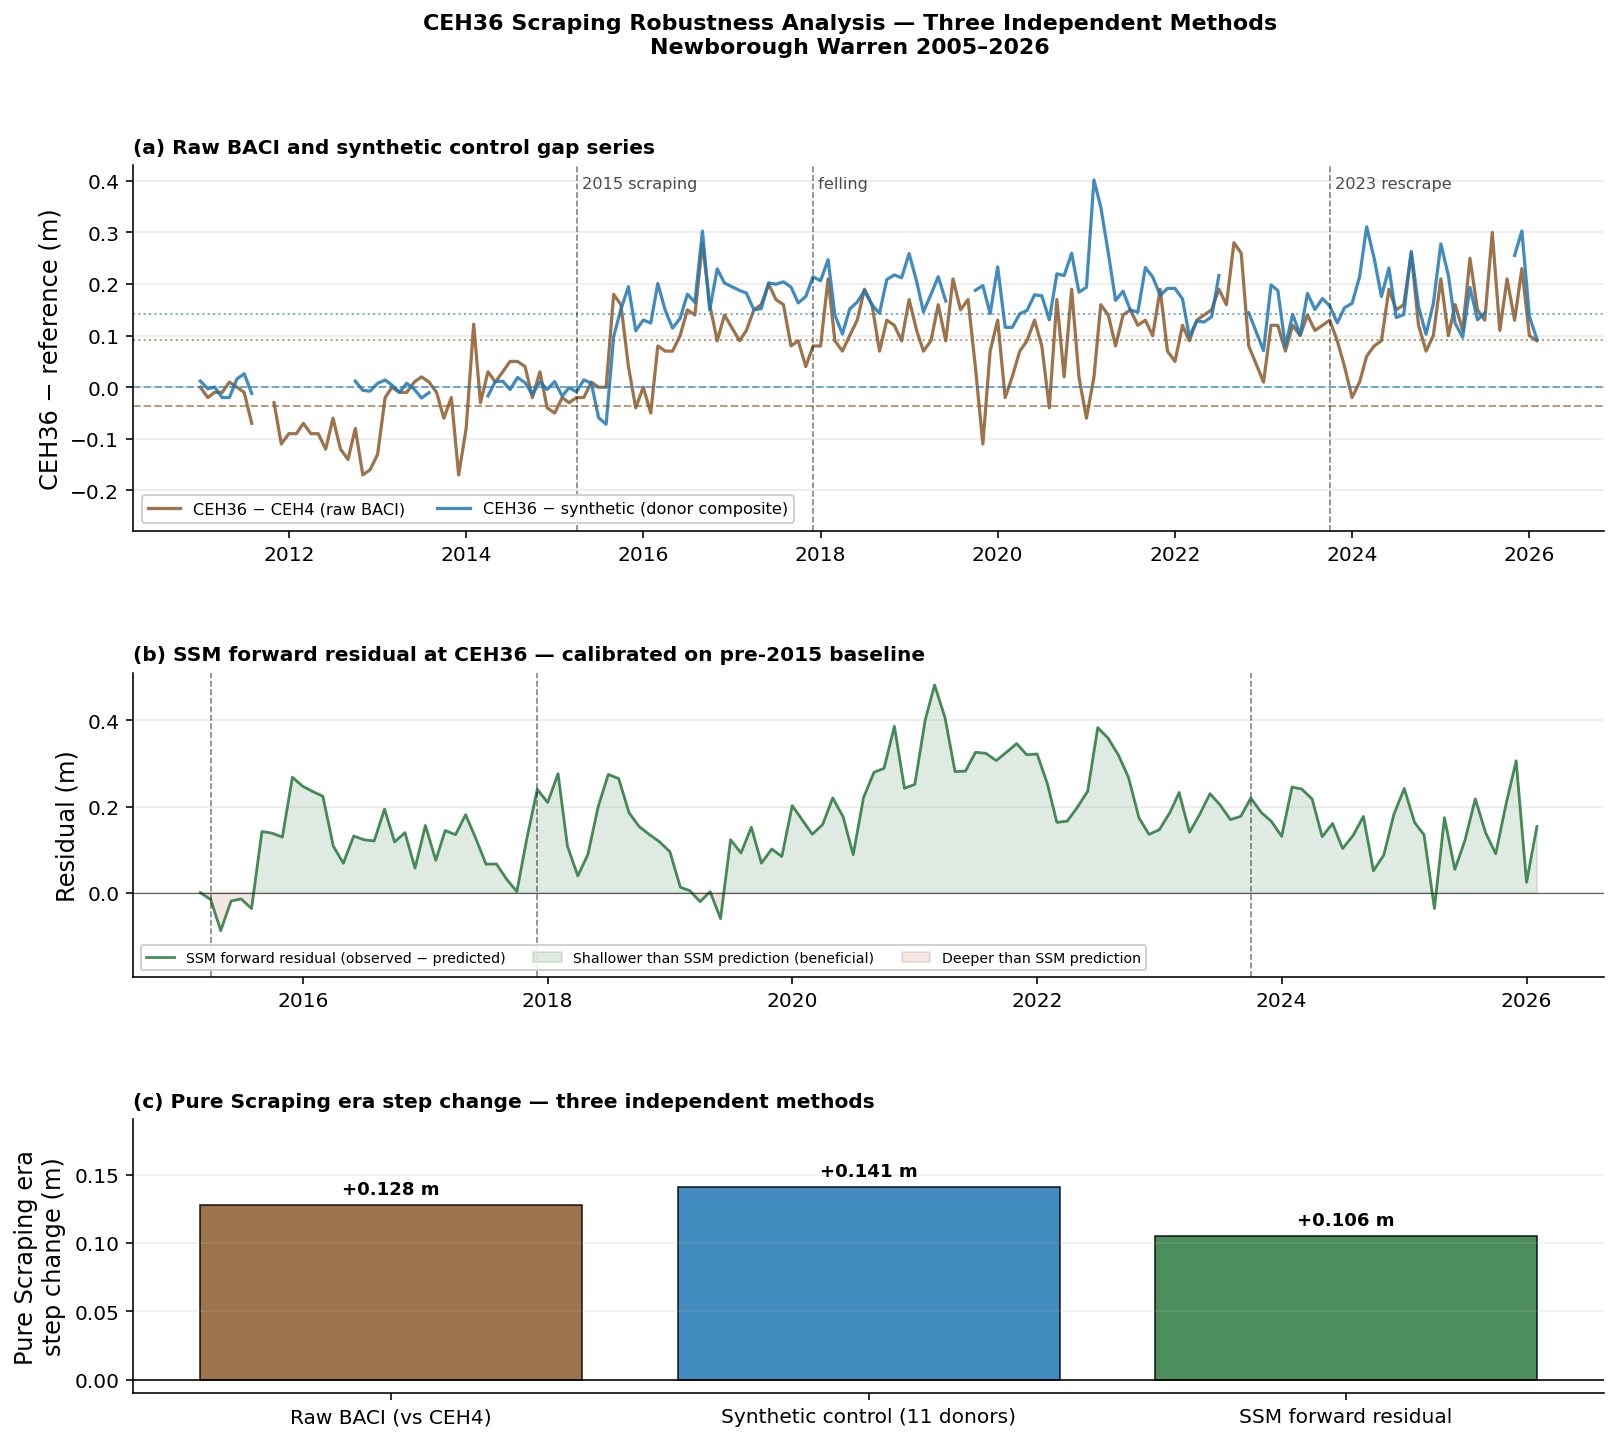 CEH36 Scraping Robustness Analysis — Three Independent Methods
Newborough Warren 2005–2026
(a) Raw BACI and synthetic control gap series
CEH36 − reference (m)
0.4
0.3
0.2
0.1
0.0
−0.1
−0.2
2015 scraping
felling
2023 rescrape
CEH36 − CEH4 (raw BACI)
CEH36 − synthetic (donor composite)
2012
2014
2016
2018
2020
2022
2024
2026
(b) SSM forward residual at CEH36 — calibrated on pre-2015 baseline
Residual (m)
0.4
0.2
0.0
SSM forward residual (observed − predicted)
Shallower than SSM prediction (beneficial)
Deeper than SSM prediction
2016
2018
2020
2022
2024
2026
(c) Pure Scraping era step change — three independent methods
Pure Scraping era
step change (m)
0.15
0.10
0.05
0.00
+0.128 m
+0.141 m
+0.106 m
Raw BACI (vs CEH4)
Synthetic control (11 donors)
SSM forward residual